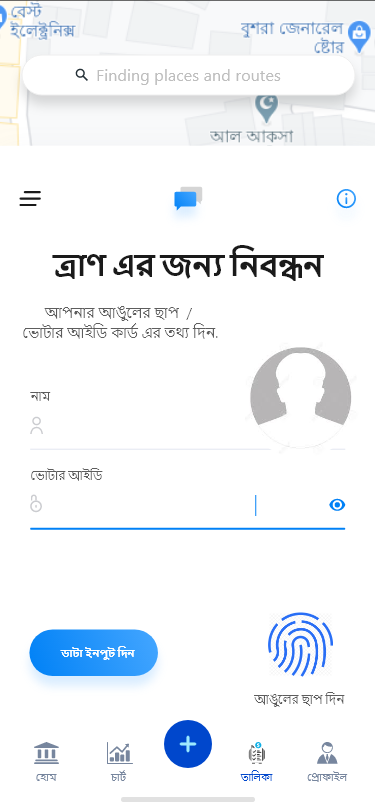 বেস্ট
ইলেক্ট্রনিক্স
বুশরা জেনারেল
ষ্টোর
Finding places and routes
আল আকসা
ত্রাণ এর জন্য নিবন্ধন
আপনার আঙুলের ছাপ /
ভোটার আইডি কার্ড এর তথ্য দিন.
নাম
ভোটার আইডি
ডাটা ইনপুট দিন
আঙুলের ছাপ দিন
হোম
চার্ট
তালিকা
প্রোফাইল